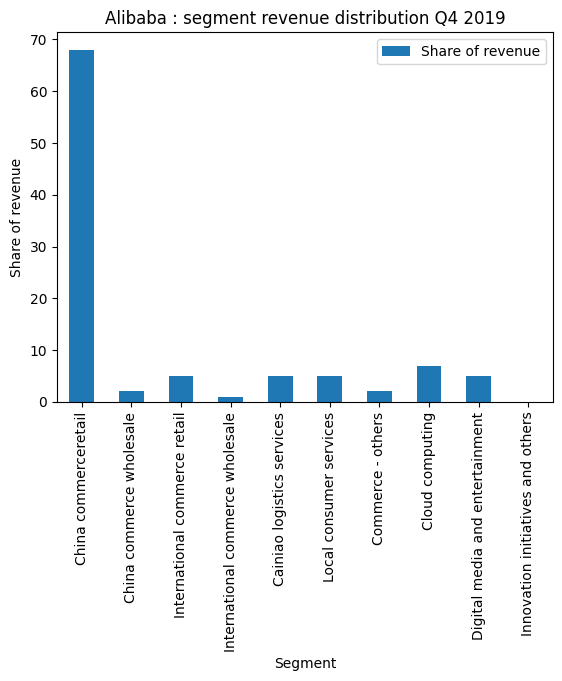 Alibaba : segment revenue distribution Q4 2019
Share of revenue
Share of revenue
70
60
50
40
30
20
10
0
China commerceretail
China commerce wholesale
International commerce retail
International commerce wholesale
Cainiao logistics services
Local consumer services
Commerce - others
Cloud computing
Digital media and entertainment
Innovation initiatives and others
Segment